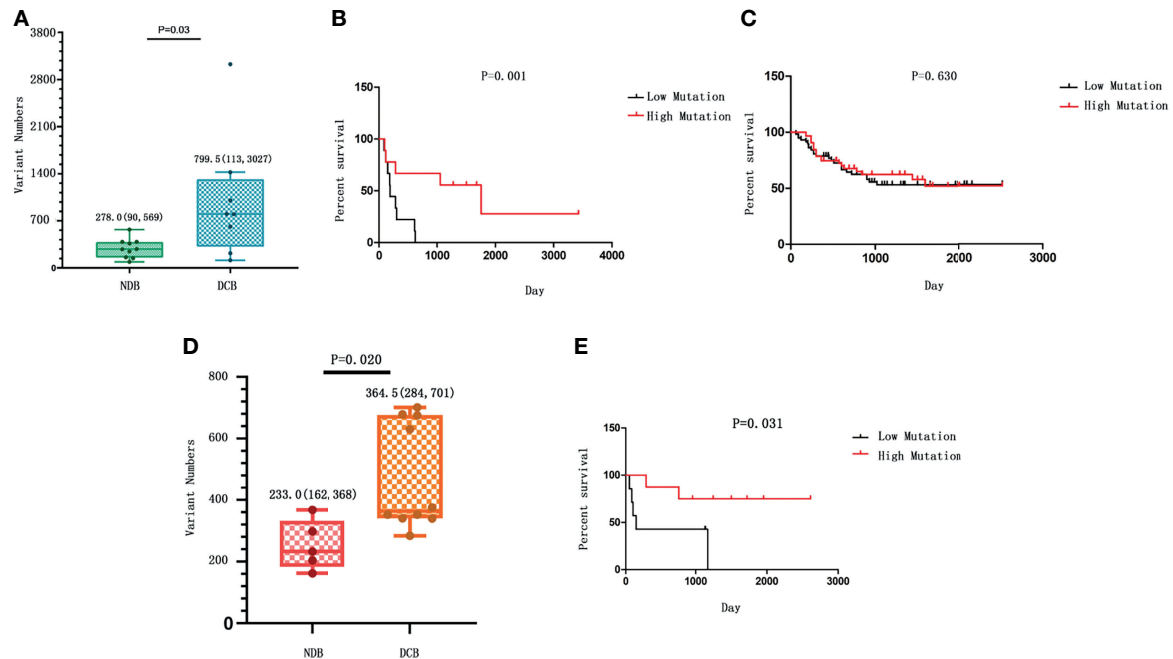 A
P=0.03
3800
2800
2100
1400
700
0
Variant Numbers
278.0(90,569)
799.5(113,3027)
NDB
DCB
B
P=0.001
150
100
50
0
Percent survival
0
1000
2000
3000
4000
Day
Low Mutation
High Mutation
C
P=0.630
150
100
50
0
Percent survival
0
1000
2000
3000
Day
Low Mutation
High Mutation
D
P=0.020
800
600
400
200
0
Variant Numbers
233.0(162,368)
364.5(284,701)
NDB
DCB
E
P=0.031
150
100
50
0
Percent survival
0
1000
2000
3000
Day
Low Mutation
High Mutation